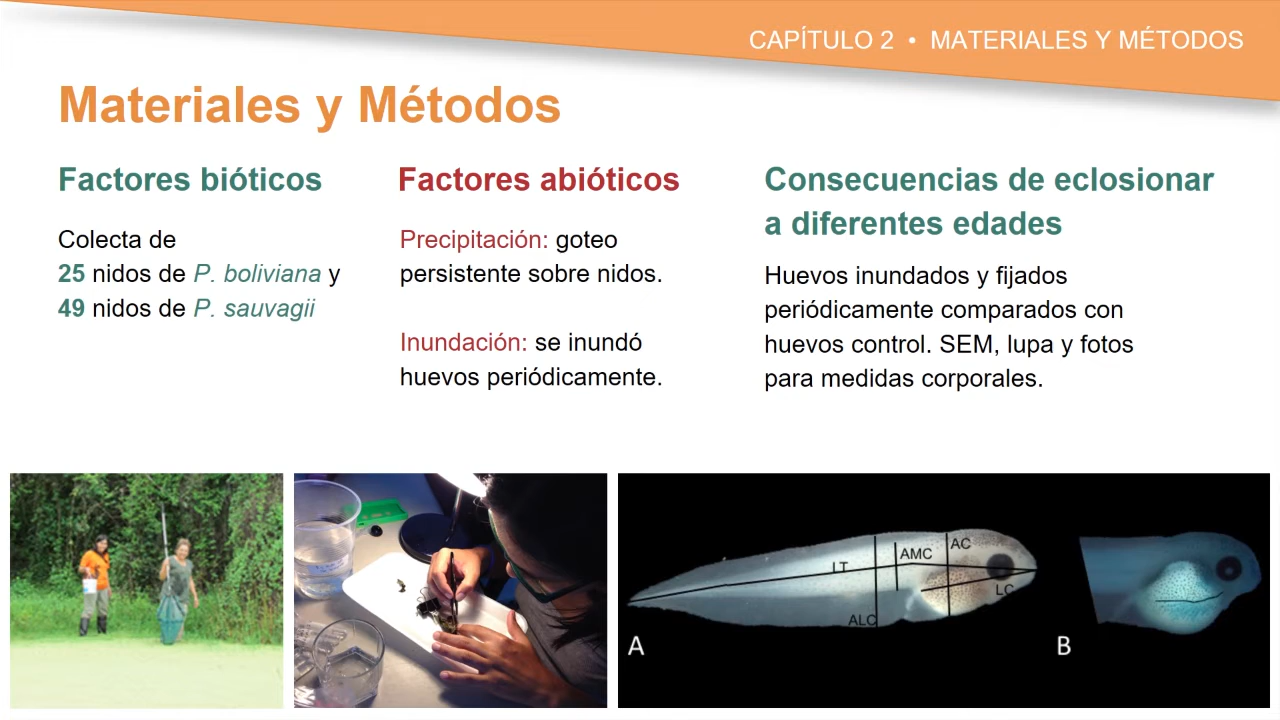 CAPÍTULO 2 • MATERIALES Y MÉTODOS
Materiales y Métodos
Factores bióticos
Colecta de
25 nidos de P. boliviana y
49 nidos de P. sauvagii
Factores abióticos
Precipitación: goteo
persistente sobre nidos.
Inundación: se inundó
huevos periódicamente.
Consecuencias de eclosionar
a diferentes edades
Huevos inundados y fijados
periódicamente comparados con
huevos control. SEM, lupa y fotos
para medidas corporales.
LT
AMC
AC
LC
ALC
A
B